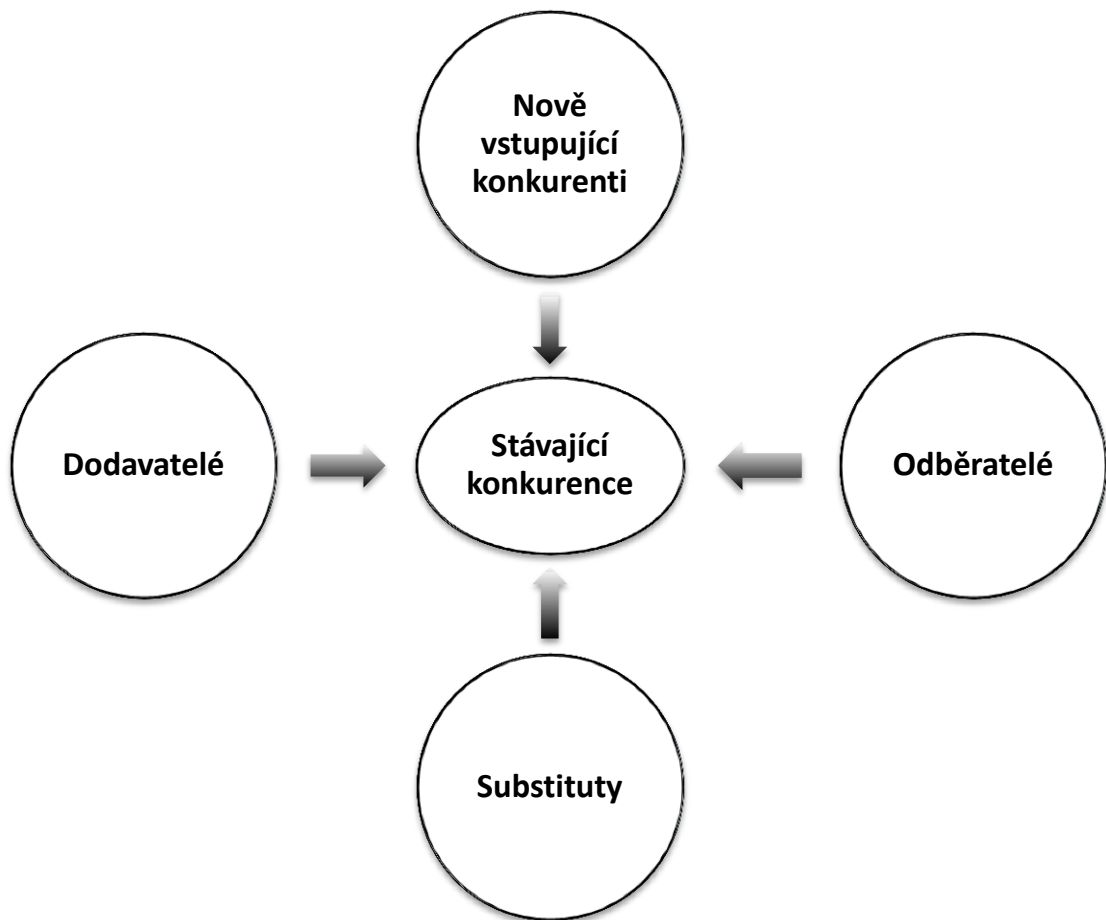 Nově
vstupující
konkurenti
Dodavatelé
Stávající
konkurence
Odběratelé
Substituty